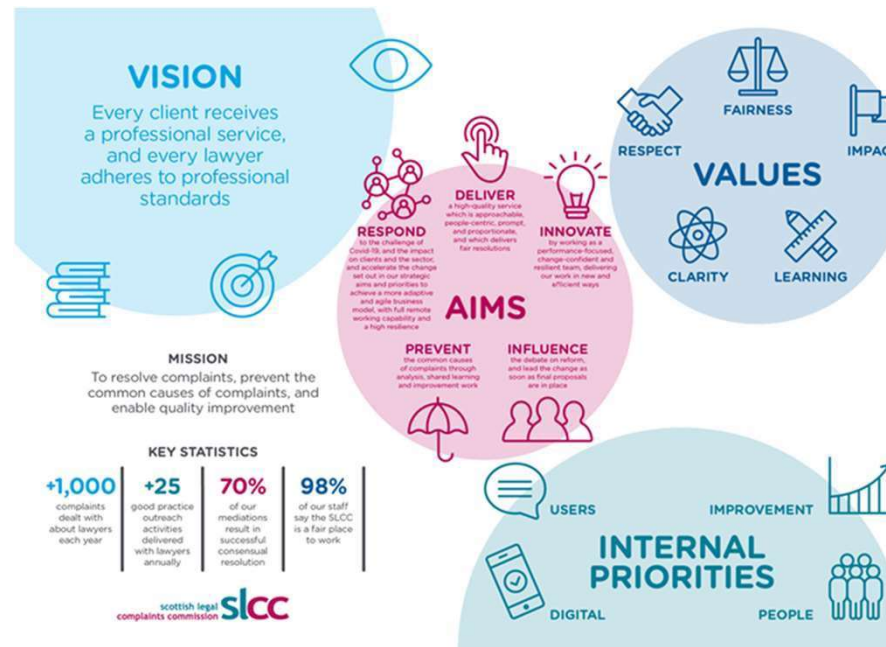 VISION
Every client receives
a professional service,
and every lawyer
adheres to professional
standards
MISSION
To resolve complaints, prevent the
common causes of complaints, and
enable quality improvement
KEY STATISTICS
+1,000
complaints
dealt with
about lawyers
each year
+25
good practice
outreach
activities
delivered
with lawyers
annually
70%
of our
mediations
result in
successful
consensual
resolution
98%
of our staff
say the SLCC
is a fair place
to work
scottish legal
complaints commission
slcc
AIMS
RESPOND
to the challenge of
Covid-19, and the impact
on clients and the sector,
and accelerate the change
set out in our strategic
aims and priorities to
achieve a more adaptive
and agile business
model, with full remote
working capability and
a high resilience
DELIVER
a high-quality service
which is approachable,
people-centric, prompt,
and proportionate,
and which delivers
fair resolutions
INNOVATE
by working as a
performance-focused,
change-confident and
resilient team, delivering
our work in new and
efficient ways
PREVENT
the common causes
of complaints through
analysis, shared learning
and improvement work
INFLUENCE
the debate on reform,
and lead the change as
soon as final proposals
are in place
VALUES
RESPECT
FAIRNESS
IMPAC
CLARITY
LEARNING
INTERNAL
PRIORITIES
USERS
IMPROVEMENT
DIGITAL
PEOPLE